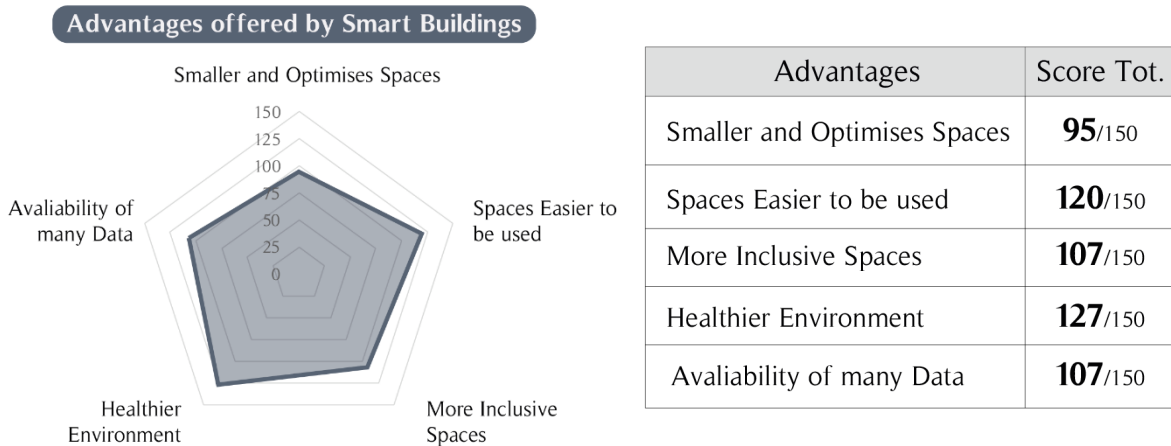 Advantages offered by Smart Buildings
Smaller and Optimises Spaces
150
125
100
75
50
25
0
Spaces Easier to
be used
More Inclusive
Spaces
Healthier
Environment
Avaliability of
many Data
Advantages Score Tot.
Smaller and Optimises Spaces 95/150
Spaces Easier to be used 120/150
More Inclusive Spaces 107/150
Healthier Environment 127/150
Avaliability of many Data 107/150